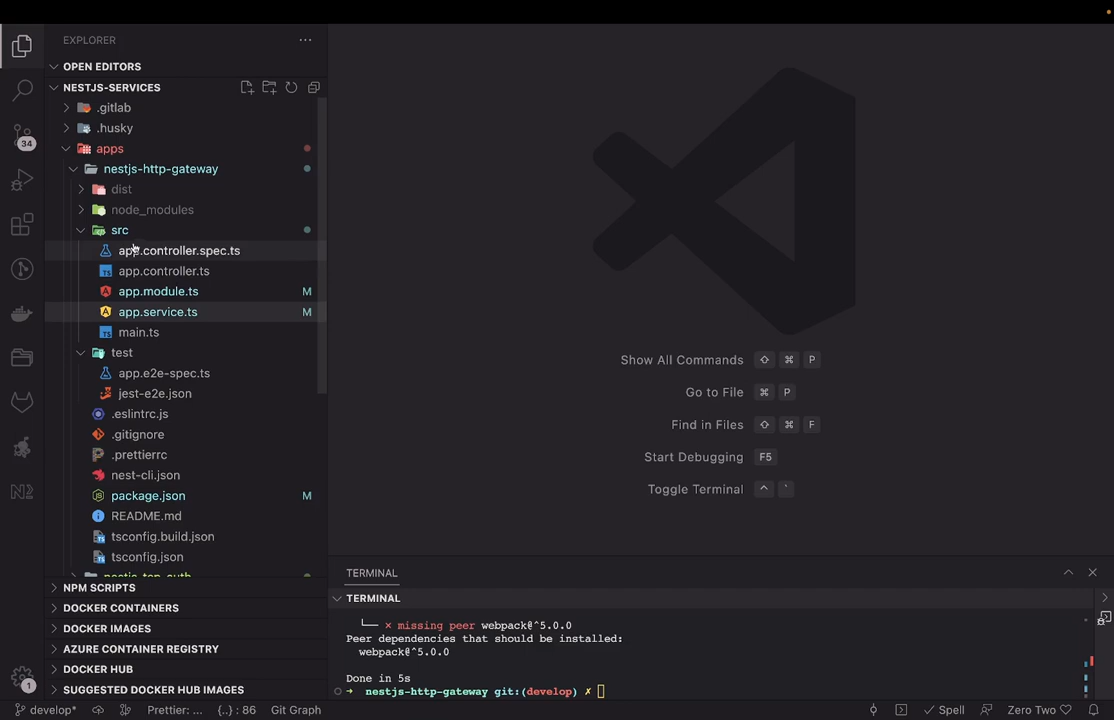 EXPLORER
OPEN EDITORS
NESTJS-SERVICES
.gitlab
.husky
34
apps
nestjs-http-gateway
dist
node_modules
src
app.controller.spec.ts
app.controller.ts
app.module.ts M
app.service.ts M
main.ts
test
app.e2e-spec.ts
jest-e2e.json
.eslintrc.js
.gitignore
.prettierrc
nest-cli.json
package.json M
README.md
tsconfig.build.json
tsconfig.json
nestjs-tcp-auth
NPM SCRIPTS
DOCKER CONTAINERS
DOCKER IMAGES
AZURE CONTAINER REGISTRY
DOCKER HUB
SUGGESTED DOCKER HUB IMAGES
1
Show All Commands ⇧ ⌘ P
Go to File ⌘ P
Find in Files ⇧ ⌘ F
Start Debugging F5
Toggle Terminal ^ `
TERMINAL
TERMINAL
└── ✕ missing peer webpack@^5.0.0
Peer dependencies that should be installed:
webpack@^5.0.0
Done in 5s
➜ nestjs-http-gateway git:(develop) ✗
develop* Prettier: ... {..} : 86 Git Graph ✓ Spell Zero Two ♡